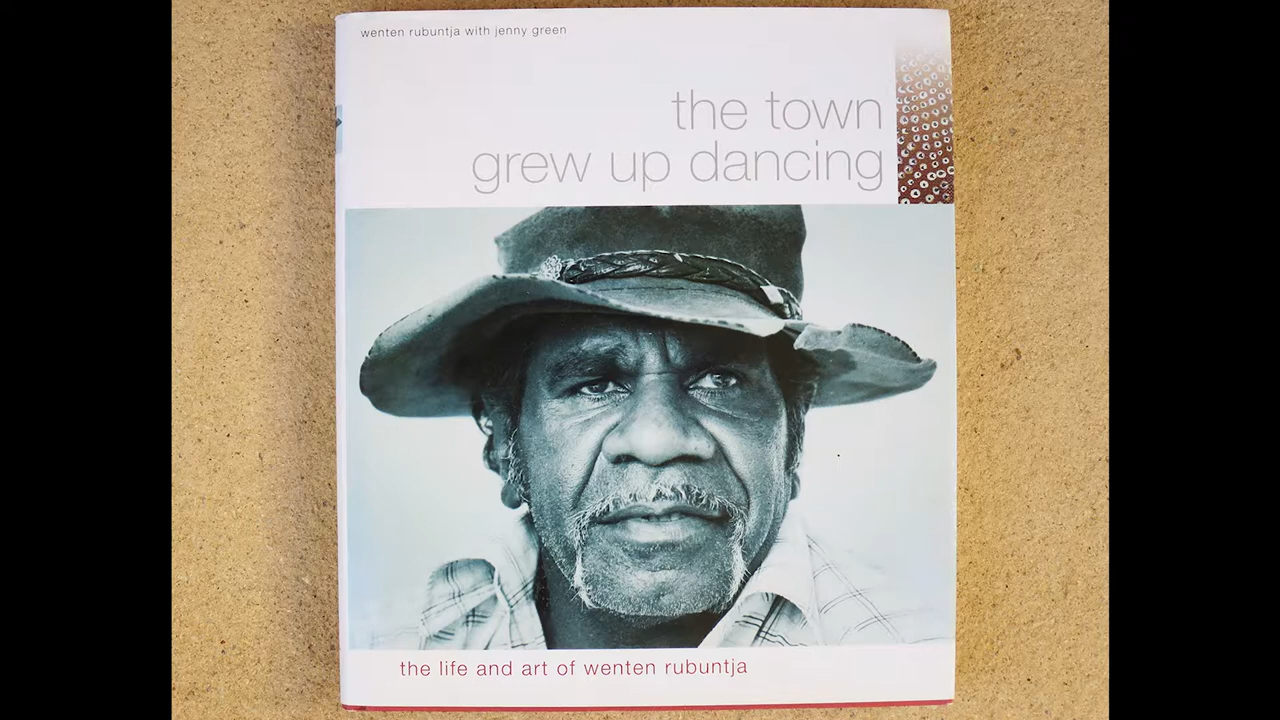 wenten rubuntja with jenny green
the town
grew up dancing
the life and art of wenten rubuntja